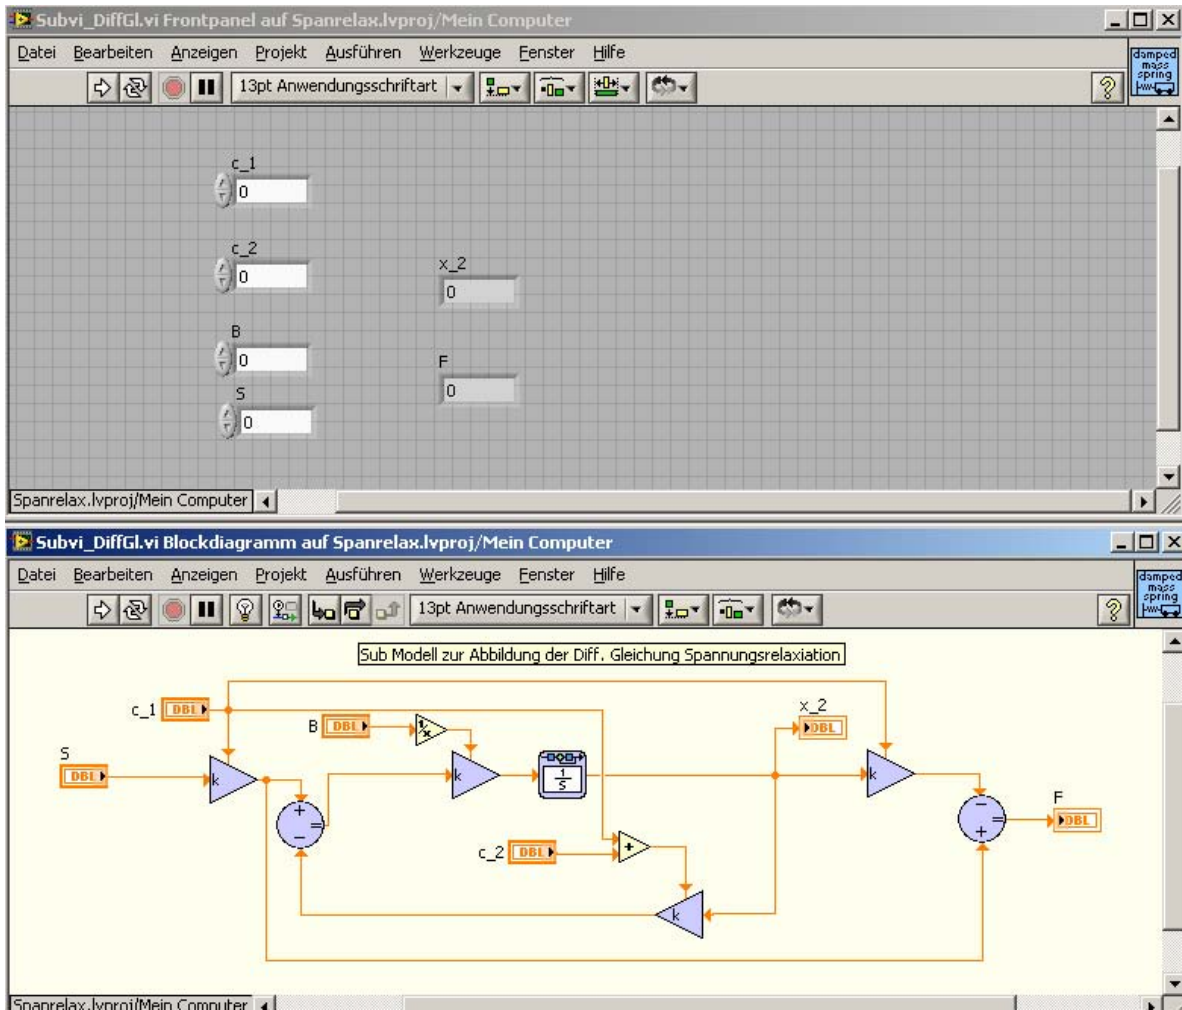 Subvi_DiffGl.vi Frontpanel auf Spanrelax.lvproj/Mein Computer
Datei Bearbeiten Anzeigen Projekt Ausführen Werkzeuge Fenster Hilfe
13pt Anwendungsschriftart
damped
mass
spring
c_1
0
c_2
0
x_2
0
B
0
F
0
S
0
Spanrelax.lvproj/Mein Computer
Subvi_DiffGl.vi Blockdiagramm auf Spanrelax.lvproj/Mein Computer
Datei Bearbeiten Anzeigen Projekt Ausführen Werkzeuge Fenster Hilfe
13pt Anwendungsschriftart
damped
mass
spring
Sub Modell zur Abbildung der Diff. Gleichung Spannungsrelaxiation
c_1 DBL
B DBL
1/x
x_2
DBL
S
DBL
k
k
1/s
k
+
-
=
-
+
=
F
DBL
c_2 DBL
+
k
Spanrelax.lvproj/Mein Computer